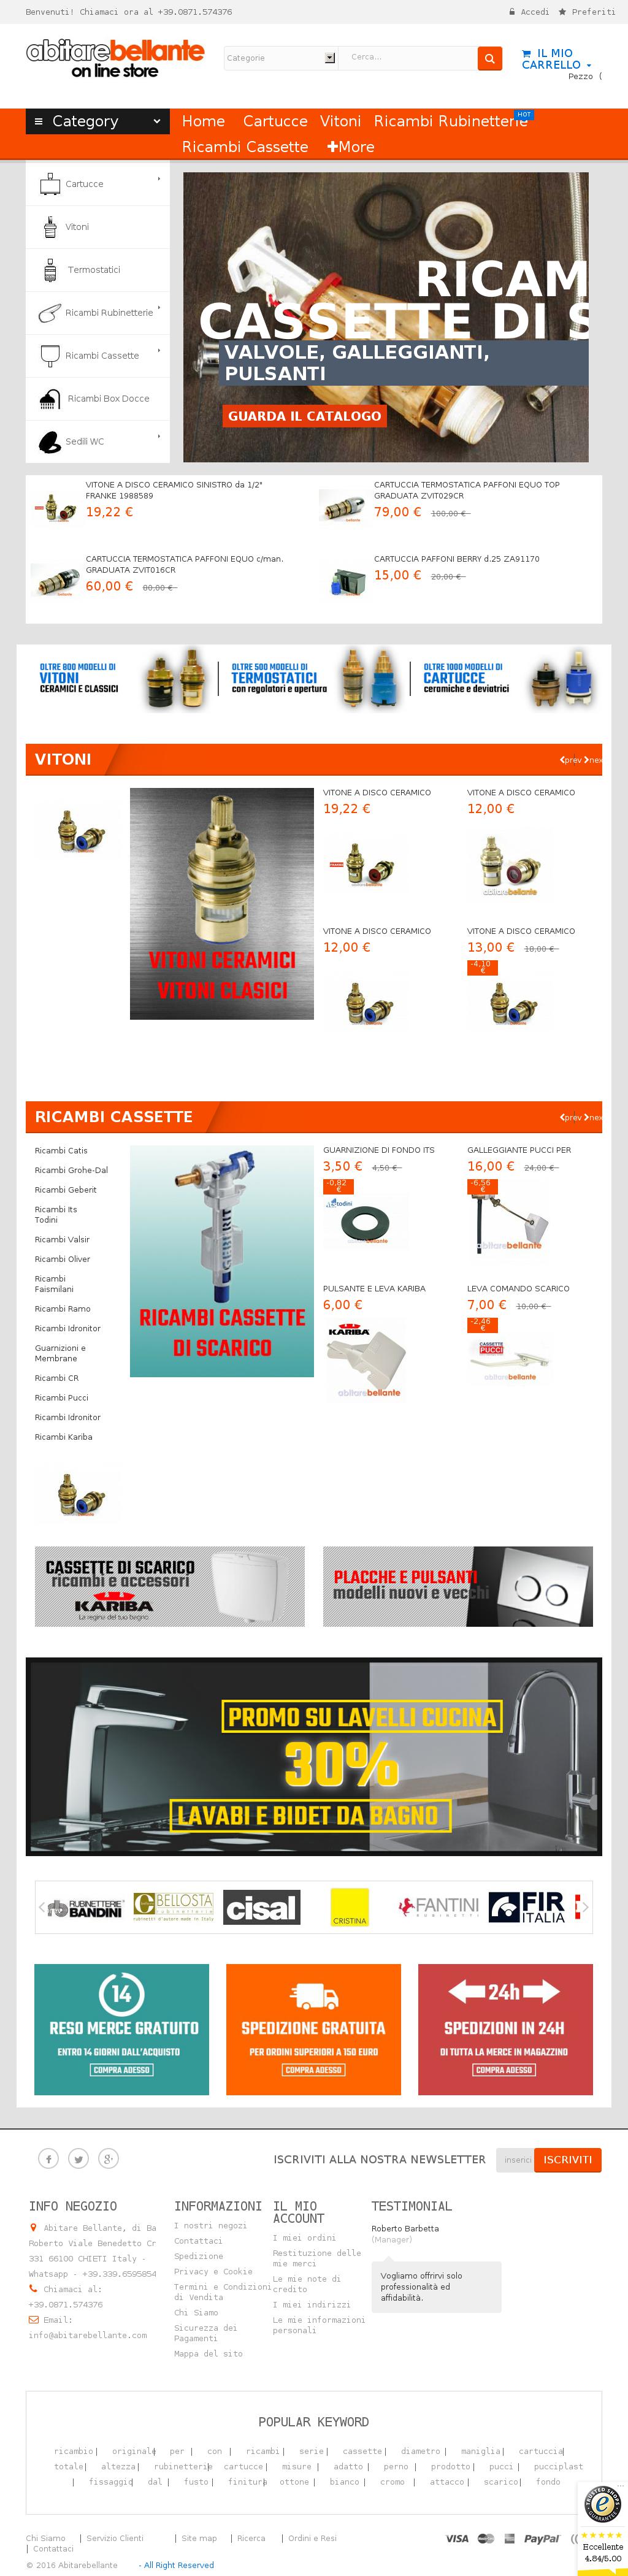 Benvenuti! Chiamaci ora al +39.0871.574376
Accedi
Preferiti
abitarebellante
on line store
Categorie
Cerca...
IL MIO CARRELLO
Pezzo (
Category
Home
Cartucce
Vitoni
Ricambi Rubinetterie
HOT
Ricambi Cassette
More
Cartucce
Vitoni
Termostatici
Ricambi Rubinetterie
Ricambi Cassette
Ricambi Box Docce
Sedili WC
RICAM
CASSETTE DI S
VALVOLE, GALLEGGIANTI,
PULSANTI
GUARDA IL CATALOGO
VITONE A DISCO CERAMICO SINISTRO da 1/2"
FRANKE 1988589
19,22 €
CARTUCCIA TERMOSTATICA PAFFONI EQUO TOP
GRADUATA ZVIT029CR
79,00 € 100,00 €
CARTUCCIA TERMOSTATICA PAFFONI EQUO c/man.
GRADUATA ZVIT016CR
60,00 € 80,00 €
CARTUCCIA PAFFONI BERRY d.25 ZA91170
15,00 € 20,00 €
OLTRE 800 MODELLI DI
VITONI
CERAMICI E CLASSICI
OLTRE 500 MODELLI DI
TERMOSTATICI
con regolatori e apertura
OLTRE 1000 MODELLI DI
CARTUCCE
ceramiche e deviatrici
VITONI
prev
nex
VITONI CERAMICI
VITONI CLASICI
VITONE A DISCO CERAMICO
19,22 €
VITONE A DISCO CERAMICO
12,00 €
abitarebellante
VITONE A DISCO CERAMICO
12,00 €
VITONE A DISCO CERAMICO
13,00 € 18,00 €
-4,10 €
RICAMBI CASSETTE
prev
nex
Ricambi Catis
Ricambi Grohe-Dal
Ricambi Geberit
Ricambi Its
Todini
Ricambi Valsir
Ricambi Oliver
Ricambi
Faismilani
Ricambi Ramo
Ricambi Idronitor
Guarnizioni e
Membrane
Ricambi CR
Ricambi Pucci
Ricambi Idronitor
Ricambi Kariba
RICAMBI CASSETTE
DI SCARICO
GUARNIZIONE DI FONDO ITS
3,50 € 4,50 €
-0,82 €
todini
abitarebellante
GALLEGGIANTE PUCCI PER
16,00 € 24,00 €
-6,56 €
abitarebellante
PULSANTE E LEVA KARIBA
6,00 €
KARIBA
abitarebellante
LEVA COMANDO SCARICO
7,00 € 10,00 €
-2,46 €
CASSETTE
PUCCI
abitarebellante
CASSETTE DI SCARICO
ricambi e accessori
KARIBA
La regina del tuo bagno
PLACCHE E PULSANTI
modelli nuovi e vecchi
PROMO SU LAVELLI CUCINA
30%
LAVABI E BIDET DA BAGNO
RUBINETTERIE
BANDINI
BELLOSTA
rubinetterie
rubinetti d'autore made in Italy
cisal
CRISTINA
FANTINI
RUBINETTI
FIR
ITALIA
14
RESO MERCE GRATUITO
ENTRO 14 GIORNI DALL'ACQUISTO
COMPRA ADESSO
SPEDIZIONE GRATUITA
PER ORDINI SUPERIORI A 150 EURO
COMPRA ADESSO
24h
SPEDIZIONI IN 24H
DI TUTTA LA MERCE IN MAGAZZINO
COMPRA ADESSO
ISCRIVITI ALLA NOSTRA NEWSLETTER
inserisci
ISCRIVITI
INFO NEGOZIO
Abitare Bellante, di Ba
Roberto Viale Benedetto Cr
331 66100 CHIETI Italy -
Whatsapp - +39.339.6595854
Chiamaci al:
+39.0871.574376
Email:
info@abitarebellante.com
INFORMAZIONI
I nostri negozi
Contattaci
Spedizione
Privacy e Cookie
Termini e Condizioni
di Vendita
Chi Siamo
Sicurezza dei
Pagamenti
Mappa del sito
IL MIO
ACCOUNT
I miei ordini
Restituzione delle
mie merci
Le mie note di
credito
I miei indirizzi
Le mie informazioni
personali
TESTIMONIAL
Roberto Barbetta
(Manager)
Vogliamo offrirvi solo
professionalità ed
affidabilità.
POPULAR KEYWORD
ricambio | originale | per | con | ricambi | serie | cassette | diametro | maniglia | cartuccia |
totale | altezza | rubinetterie | cartucce | misure | adatto | perno | prodotto | pucci | pucciplast
| fissaggio | dal | fusto | finitura | ottone | bianco | cromo | attacco | scarico | fondo
Chi Siamo | Servizio Clienti | Site map | Ricerca | Ordini e Resi
| Contattaci
© 2016 Abitarebellante - All Right Reserved
VISA
PayPal
Eccellente
4.84/5.00